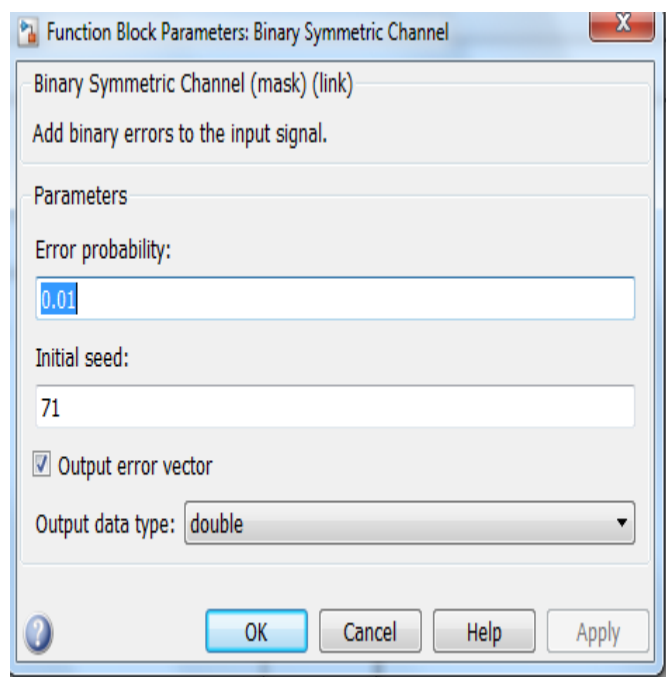 Function Block Parameters: Binary Symmetric Channel
X
Binary Symmetric Channel (mask) (link)
Add binary errors to the input signal.
Parameters
Error probability:
0.01
Initial seed:
71
Output error vector
Output data type: double
? OK Cancel Help Apply